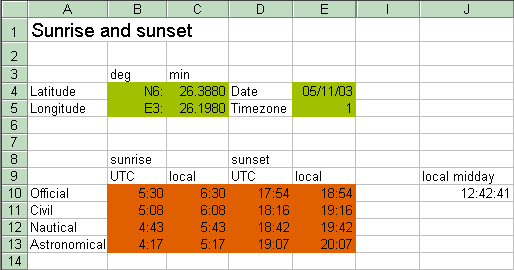 A B C D E I J
1 Sunrise and sunset
2
3 deg min
4 Latitude N6: 26.3880 Date 05/11/03
5 Longitude E3: 26.1980 Timezone 1
6
7
8 sunrise sunset
9 UTC local UTC local local midday
10 Official 5:30 6:30 17:54 18:54 12:42:41
11 Civil 5:08 6:08 18:16 19:16
12 Nautical 4:43 5:43 18:42 19:42
13 Astronomical 4:17 5:17 19:07 20:07
14